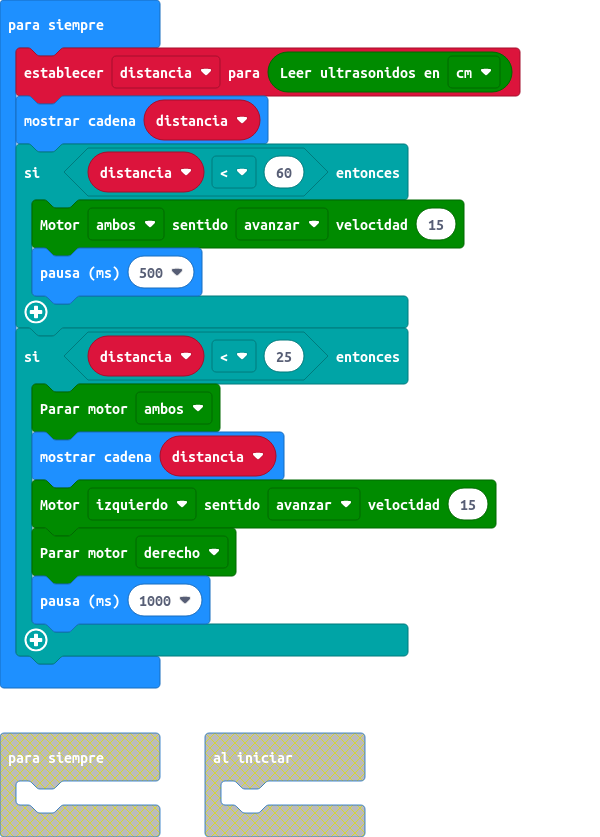 para siempre
establecer distancia para Leer ultrasonidos en cm
mostrar cadena distancia
si distancia < 60 entonces
Motor ambos sentido avanzar velocidad 15
pausa (ms) 500
si distancia < 25 entonces
Parar motor ambos
mostrar cadena distancia
Motor izquierdo sentido avanzar velocidad 15
Parar motor derecho
pausa (ms) 1000
para siempre al iniciar